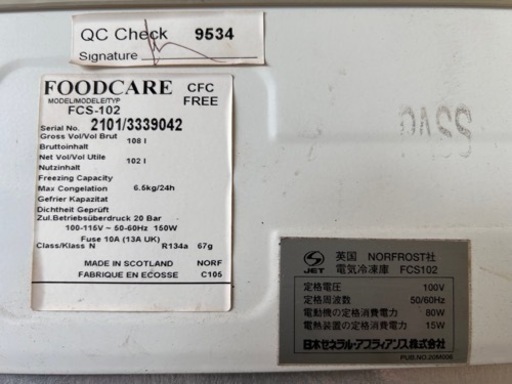 QC Check 9534
Signature
FOODCARE CFC FREE
MODEL/MODELE/TYP
FCS-102
Serial No. 2101/3339042
Gross Vol/Vol Brut
Bruttoinhalt 108 l
Net Vol/Vol Utile
Nutzinhalt 102 l
Freezing Capacity
Max Congelation 6.5kg/24h
Gefrier Kapazitat
Dichtheit Geprüft
Zul.Betriebsüberdruck 20 Bar
100-115V ~ 50-60Hz 150W
Fuse 10A (13A UK)
Class/Klass N R134a 67g
MADE IN SCOTLAND NORF
FABRIQUE EN ECOSSE C105
JET
英国 NORFROST社
電気冷凍庫 FCS102
定格電圧 100V
定格周波数 50/60Hz
電動機の定格消費電力 80W
電熱装置の定格消費電力 15W
日本ゼネラル・アプライアンス株式会社